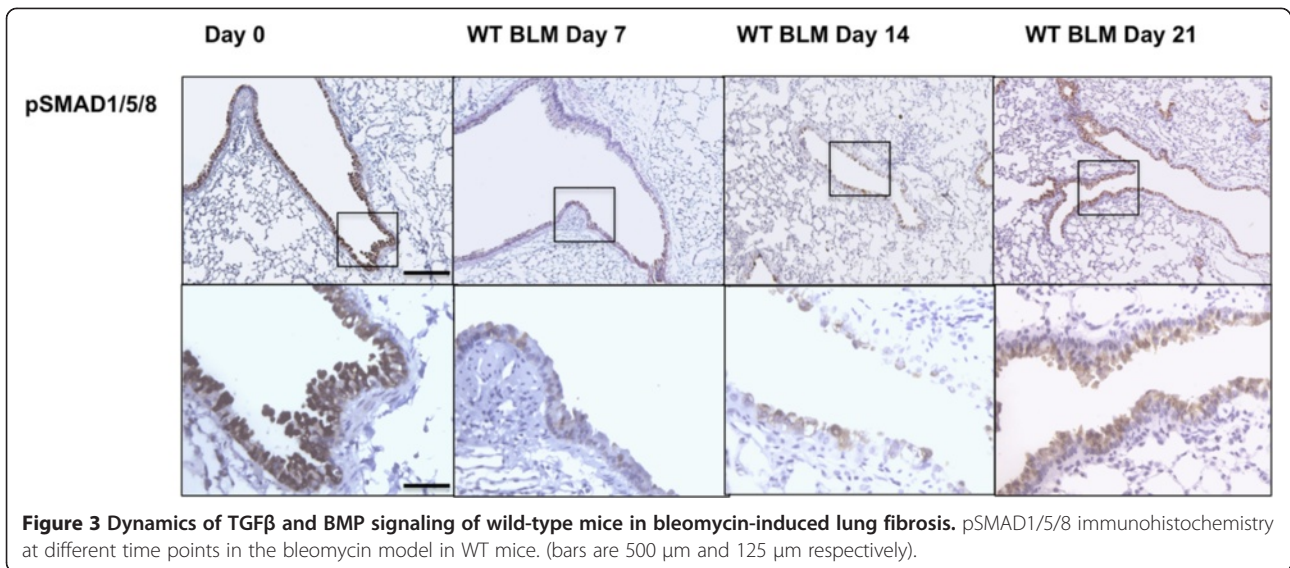 Day 0 WT BLM Day 7 WT BLM Day 14 WT BLM Day 21
pSMAD1/5/8
Figure 3 Dynamics of TGFβ and BMP signaling of wild-type mice in bleomycin-induced lung fibrosis. pSMAD1/5/8 immunohistochemistry
at different time points in the bleomycin model in WT mice. (bars are 500 μm and 125 μm respectively).